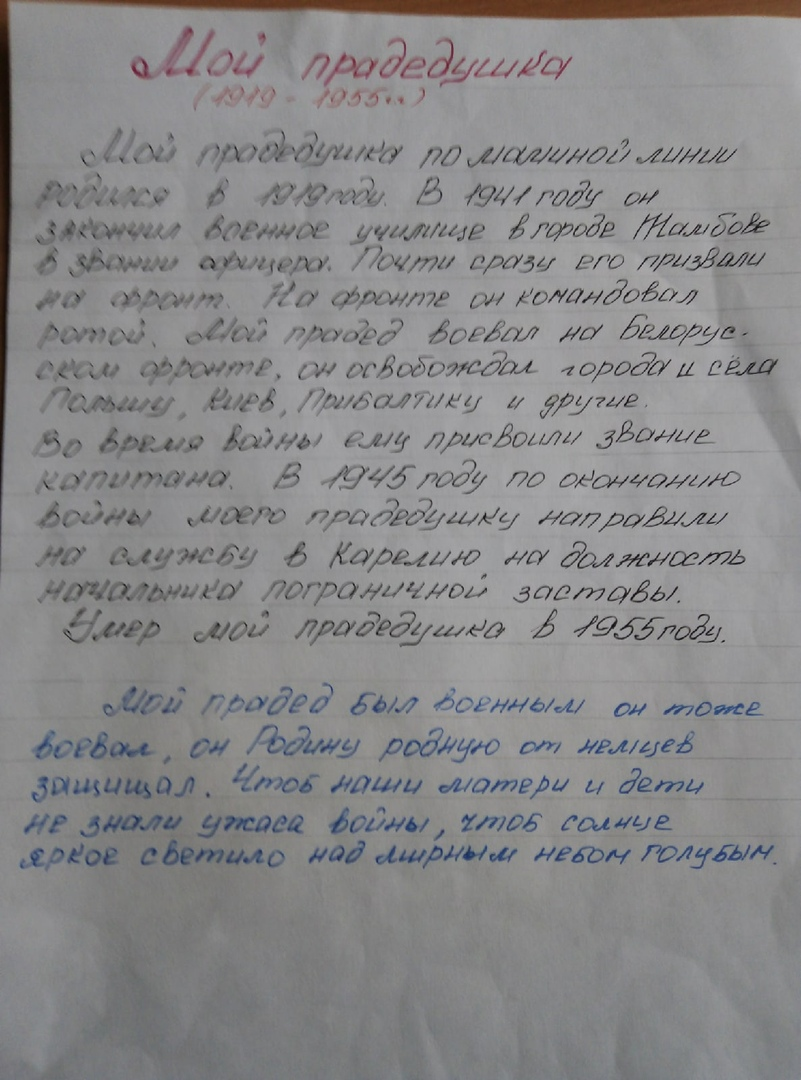 Мой прадедушка
(1919 - 1955г.г.)
Мой прадедушка по маминой линии
родился в 1919 году. В 1941 году он
закончил военное училище в городе Тамбове
в звании офицера. Почти сразу его призвали
на фронт. На фронте он командовал
ротой. Мой прадед воевал на Белорус-
ском фронте, он освобождал города и сёла
Польшу, Киев, Прибалтику и другие.
Во время войны ему присвоили звание
капитана. В 1945 году по окончанию
войны моего прадедушку направили
на службу в Карелию на должность
начальника пограничной заставы.
Умер мой прадедушка в 1955 году.
Мой прадед был военным он тоже
воевал, он Родину родную от немцев
защищал. Чтоб наши матери и дети
не знали ужаса войны, чтоб солнце
яркое светило над мирным небом голубым.